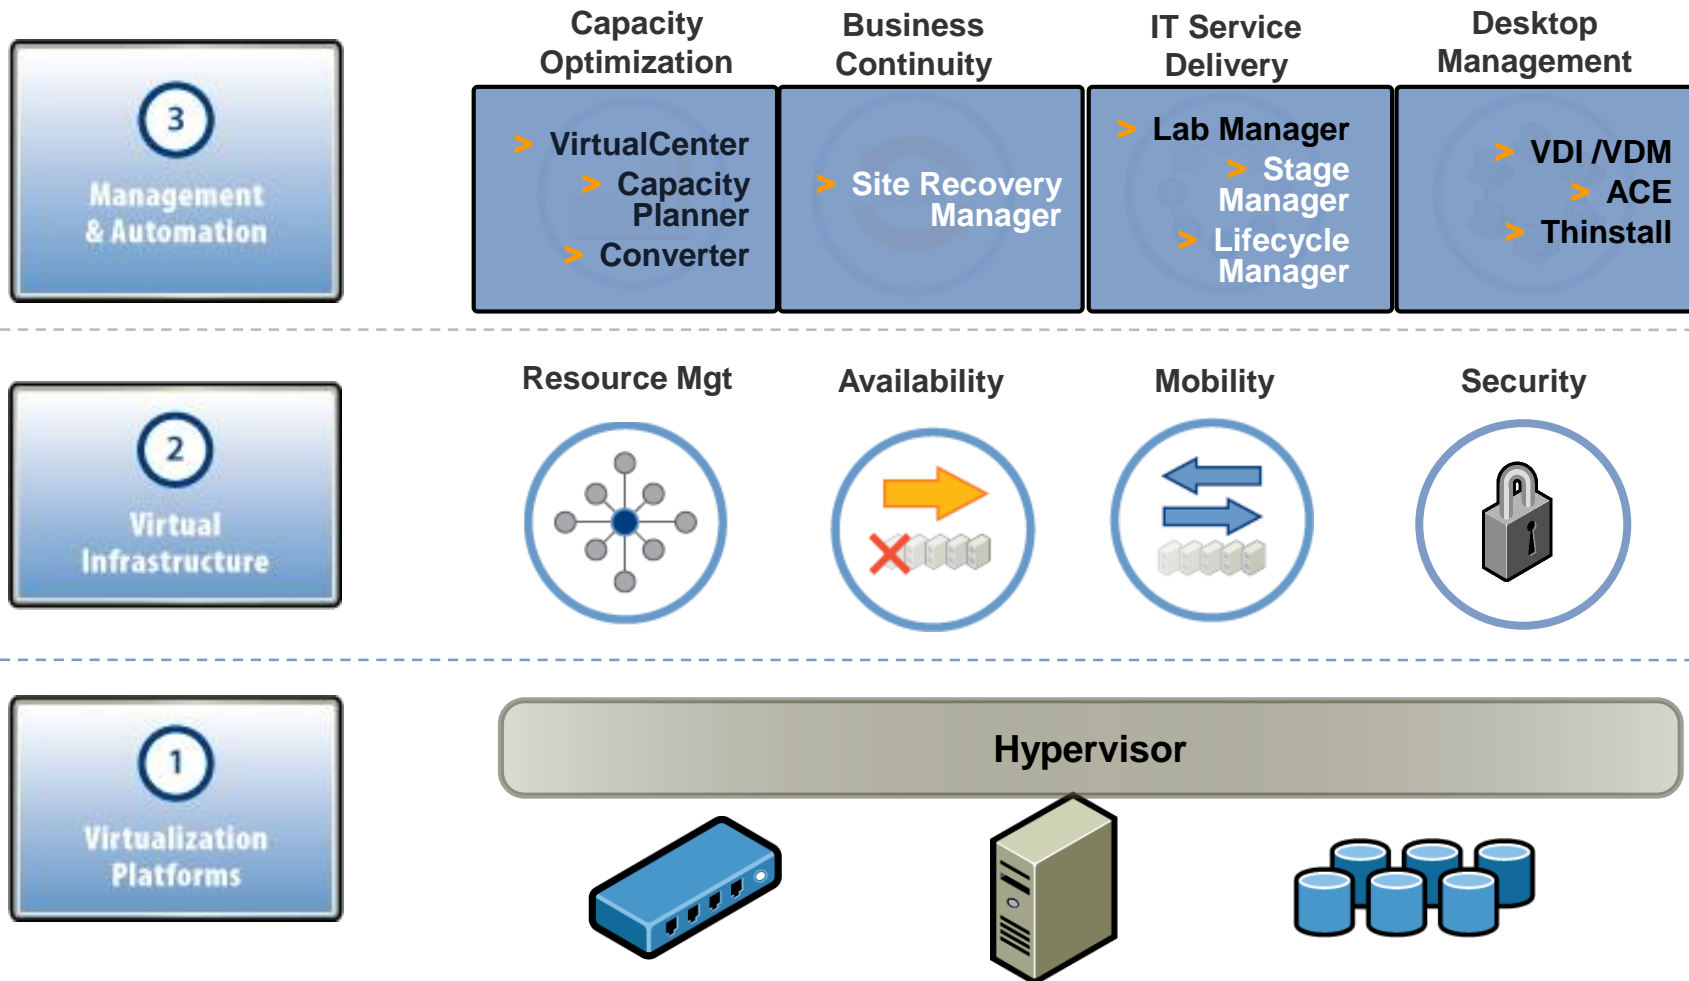 Capacity
Optimization
Business
Continuity
IT Service
Delivery
Desktop
Management
3
Management
& Automation
> VirtualCenter
> Capacity
Planner
> Converter
> Site Recovery
Manager
> Lab Manager
> Stage
Manager
> Lifecycle
Manager
> VDI /VDM
> ACE
> Thinstall
2
Virtual
Infrastructure
Resource Mgt
Availability
Mobility
Security
1
Virtualization
Platforms
Hypervisor